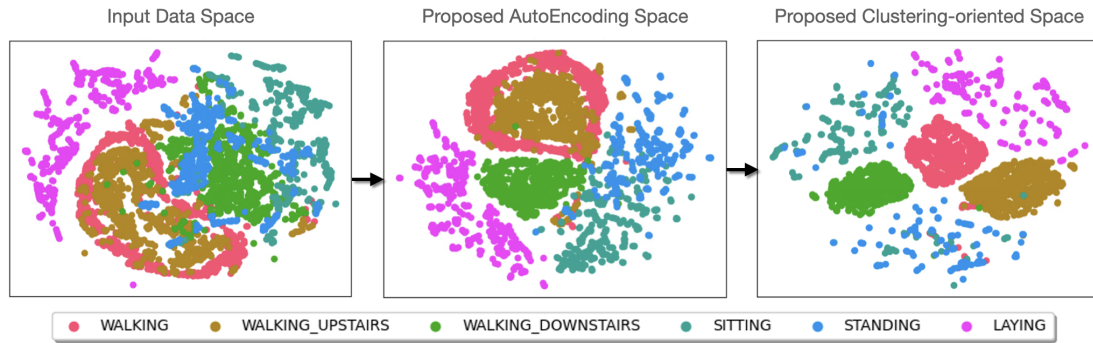 Input Data Space Proposed AutoEncoding Space Proposed Clustering-oriented Space
WALKING WALKING_UPSTAIRS WALKING_DOWNSTAIRS SITTING STANDING LAYING